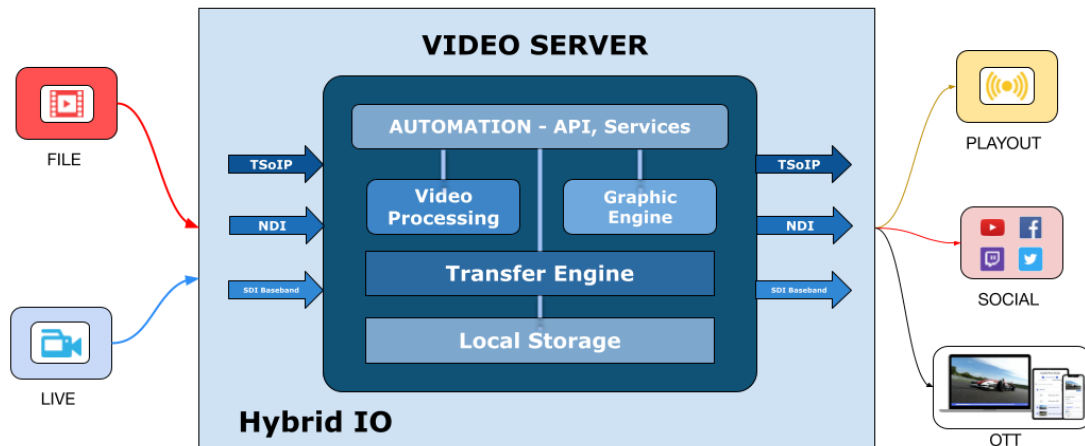 VIDEO SERVER
FILE
LIVE
TSoIP
NDI
SDI Baseband
AUTOMATION - API, Services
Video
Processing
Graphic
Engine
Transfer Engine
Local Storage
TSoIP
NDI
SDI Baseband
Hybrid IO
PLAYOUT
SOCIAL
OTT